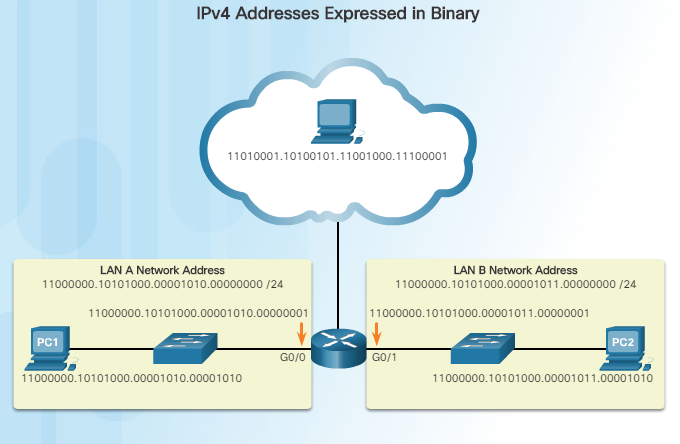 IPv4 Addresses Expressed in Binary
11010001.10100101.11001000.11100001
LAN A Network Address
11000000.10101000.00001010.00000000 /24
11000000.10101000.00001010.00000001
PC1
G0/0
11000000.10101000.00001010.00001010
LAN B Network Address
11000000.10101000.00001011.00000000 /24
11000000.10101000.00001011.00000001
G0/1
PC2
11000000.10101000.00001011.00001010